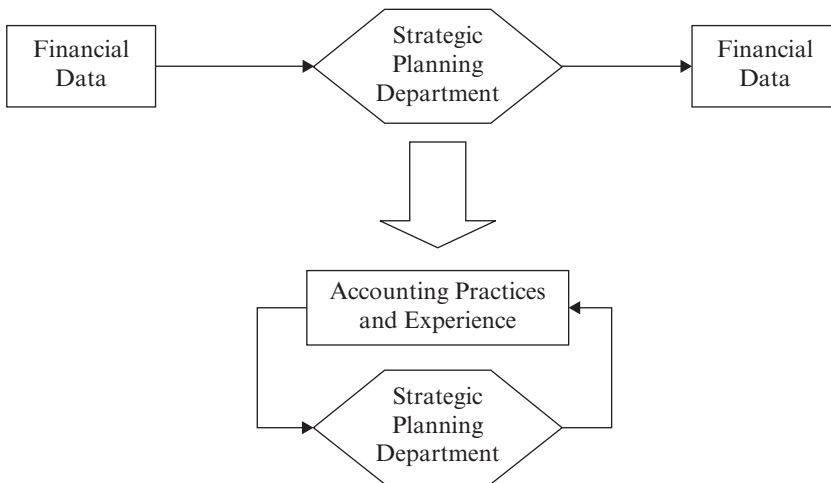 Financial
Data
Strategic
Planning
Department
Financial
Data
Accounting Practices
and Experience
Strategic
Planning
Department